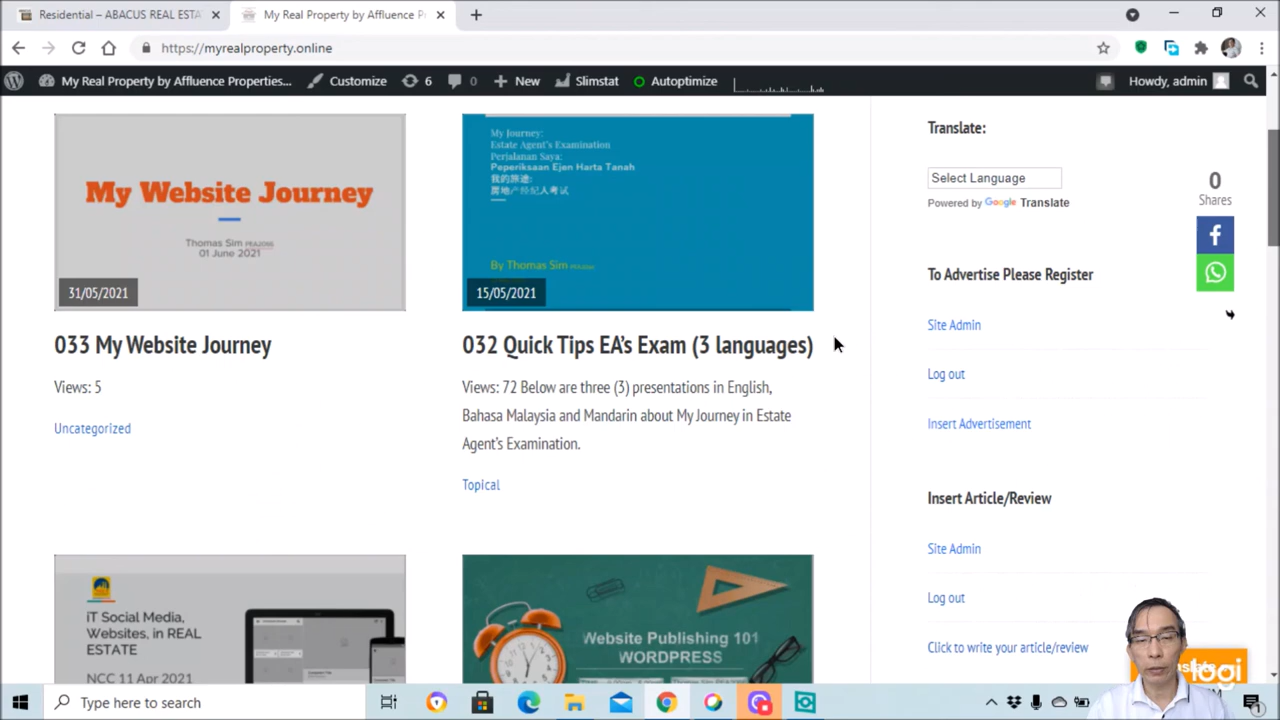 Residential – ABACUS REAL ESTA
My Real Property by Affluence P
https://myrealproperty.online
My Real Property by Affluence Properties...
Customize
6
0
New
Slimstat
Autoptimize
Howdy, admin
My Website Journey
Thomas Sim PEA2066
01 June 2021
31/05/2021
033 My Website Journey
Views: 5
Uncategorized
My Journey:
Estate Agent's Examination
Perjalanan Saya:
Peperiksaan Ejen Harta Tanah
我的旅途:
房地产经纪人考试
By Thomas Sim
15/05/2021
032 Quick Tips EA's Exam (3 languages)
Views: 72 Below are three (3) presentations in English,
Bahasa Malaysia and Mandarin about My Journey in Estate
Agent's Examination.
Topical
iT Social Media,
Websites, in REAL
ESTATE
NCC 11 Apr 2021
Website Publishing 101
WORDPRESS
Translate:
Select Language
Powered by Google Translate
0
Shares
To Advertise Please Register
Site Admin
Log out
Insert Advertisement
Insert Article/Review
Site Admin
Log out
Click to write your article/review
logi
Type here to search
1